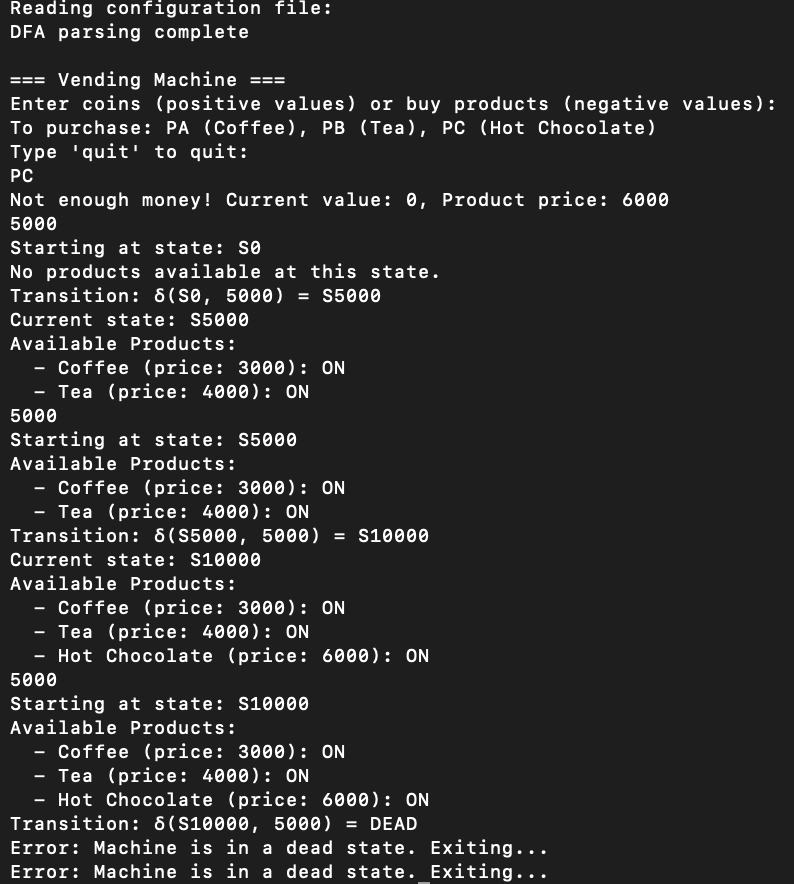 Reading configuration file:
DFA parsing complete
=== Vending Machine ===
Enter coins (positive values) or buy products (negative values):
To purchase: PA (Coffee), PB (Tea), PC (Hot Chocolate)
Type 'quit' to quit:
PC
Not enough money! Current value: 0, Product price: 6000
5000
Starting at state: S0
No products available at this state.
Transition: δ(S0, 5000) = S5000
Current state: S5000
Available Products:
  – Coffee (price: 3000): ON
  – Tea (price: 4000): ON
5000
Starting at state: S5000
Available Products:
  – Coffee (price: 3000): ON
  – Tea (price: 4000): ON
Transition: δ(S5000, 5000) = S10000
Current state: S10000
Available Products:
  – Coffee (price: 3000): ON
  – Tea (price: 4000): ON
  – Hot Chocolate (price: 6000): ON
5000
Starting at state: S10000
Available Products:
  – Coffee (price: 3000): ON
  – Tea (price: 4000): ON
  – Hot Chocolate (price: 6000): ON
Transition: δ(S10000, 5000) = DEAD
Error: Machine is in a dead state. Exiting...
Error: Machine is in a dead state. Exiting...